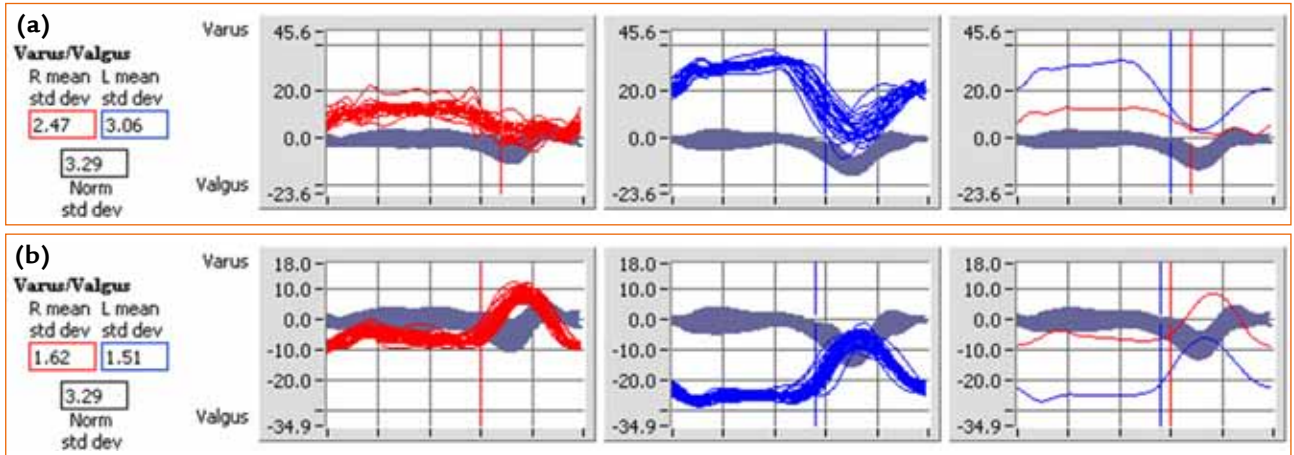 (a)
Varus/Valgus
R mean L mean
std dev std dev
2.47 3.06
3.29
Norm
std dev
Varus
Valgus
45.6
20.0
0.0
-23.6
45.6
20.0
0.0
-23.6
45.6
20.0
0.0
-23.6
(b)
Varus/Valgus
R mean L mean
std dev std dev
1.62 1.51
3.29
Norm
std dev
Varus
Valgus
18.0
10.0
0.0
-10.0
-20.0
-34.9
18.0
10.0
0.0
-10.0
-20.0
-34.9
18.0
10.0
0.0
-10.0
-20.0
-34.9